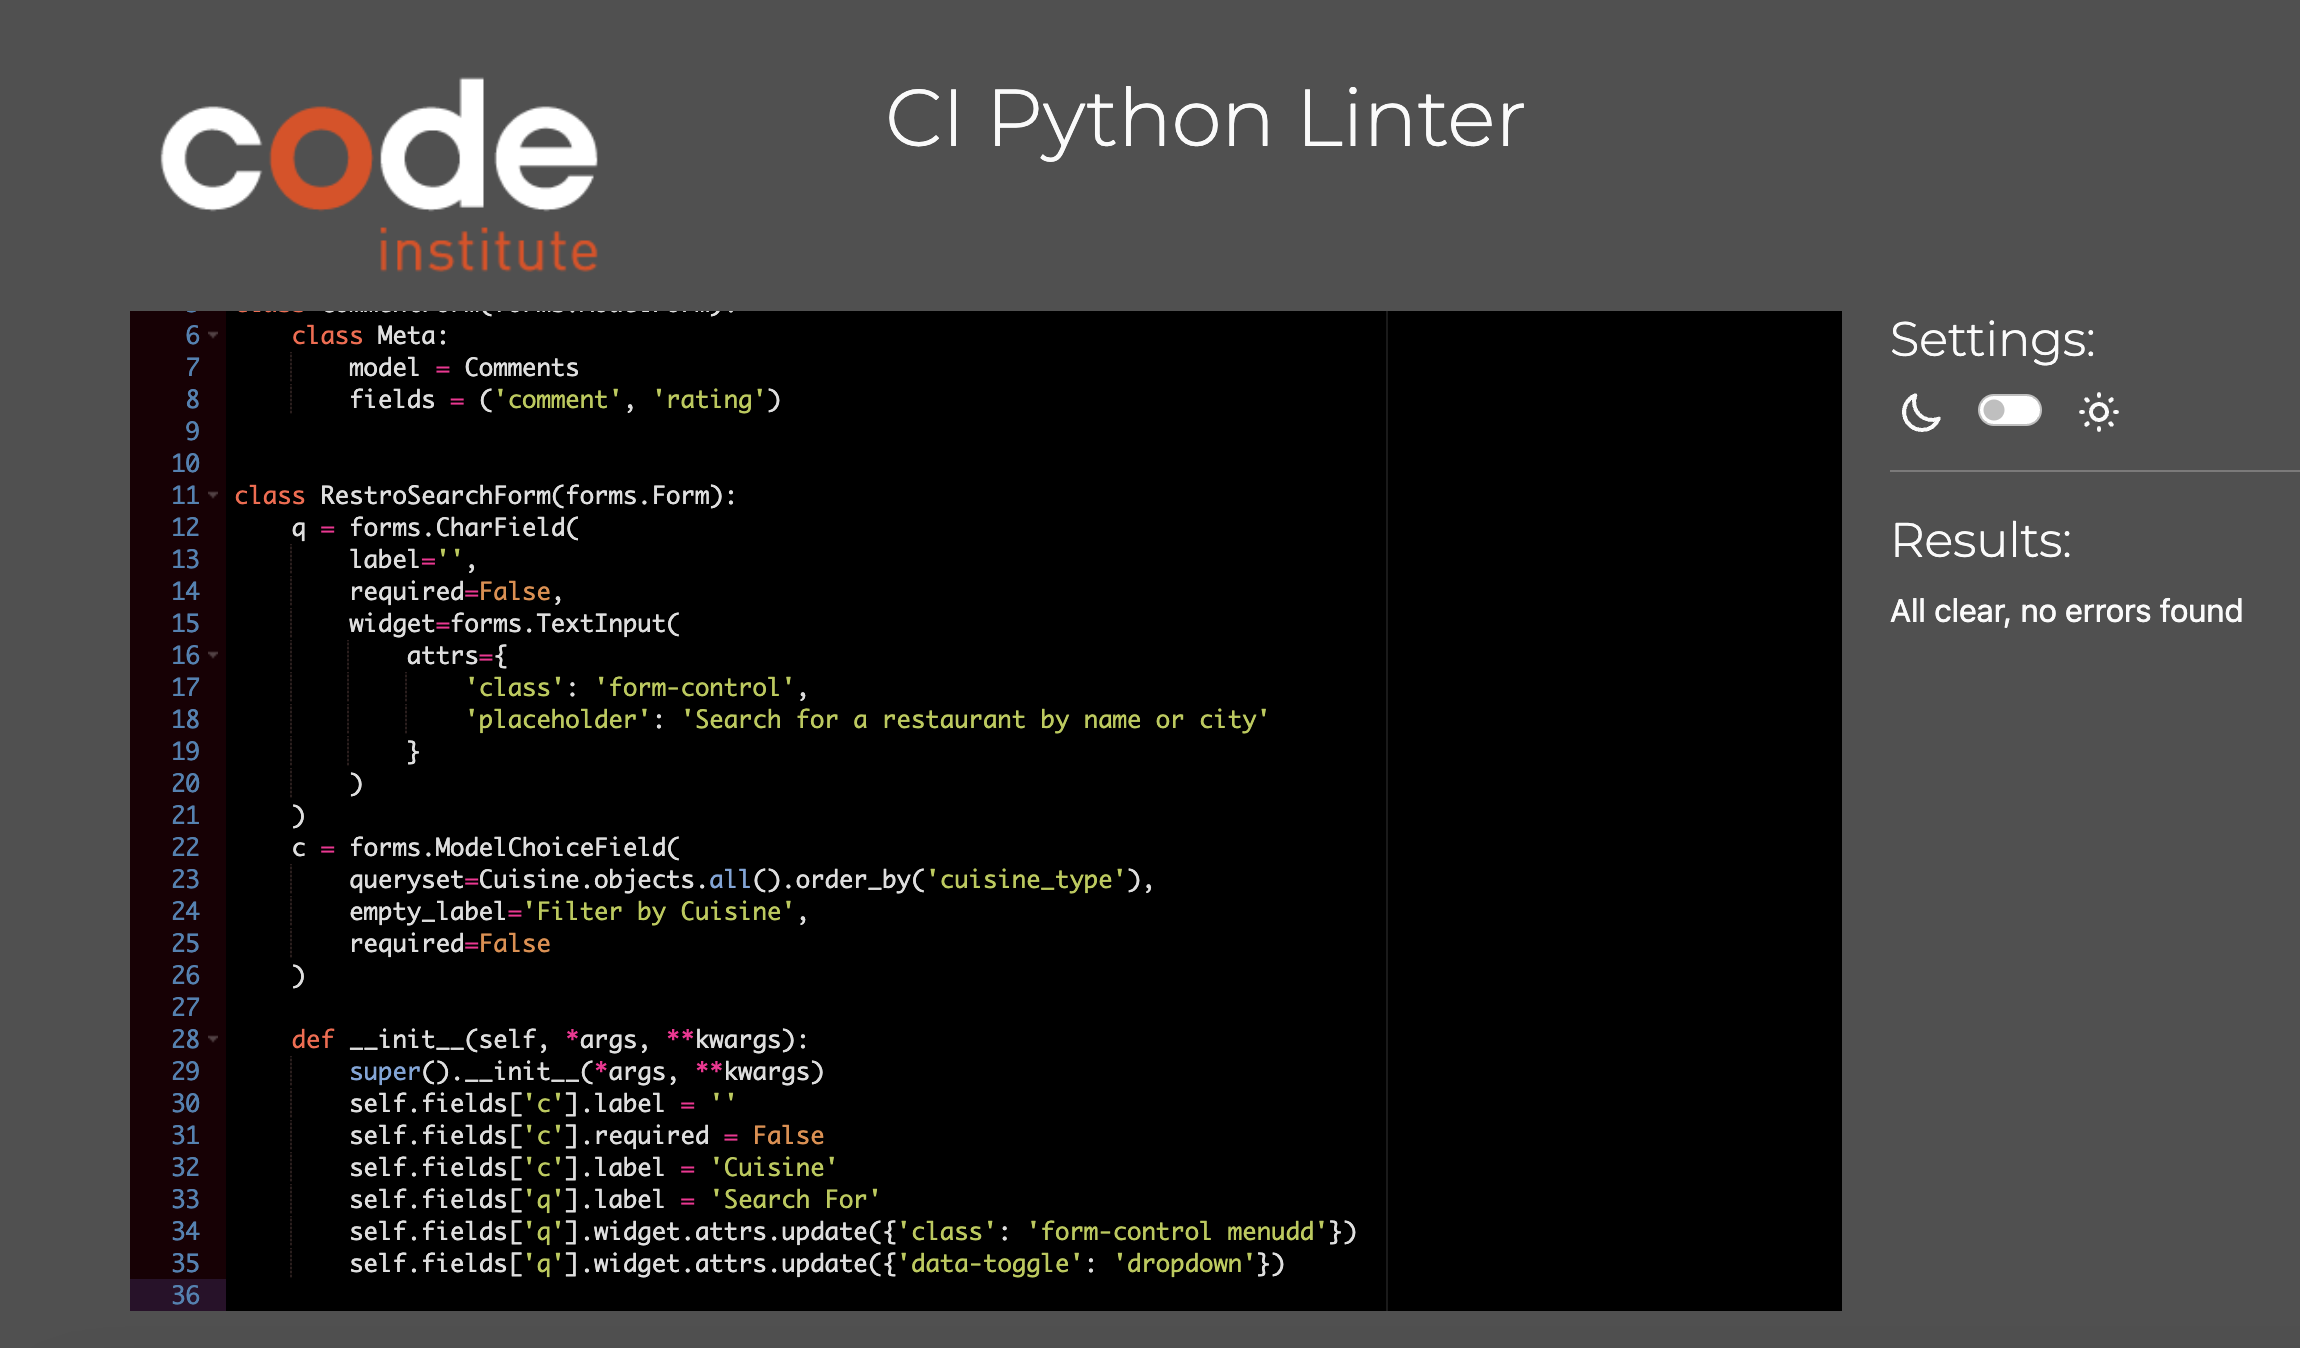 code
institute
CI Python Linter
6 class Meta:
7 model = Comments
8 fields = ('comment', 'rating')
9
10
11 class RestroSearchForm(forms.Form):
12 q = forms.CharField(
13 label='',
14 required=False,
15 widget=forms.TextInput(
16 attrs={
17 'class': 'form-control',
18 'placeholder': 'Search for a restaurant by name or city'
19 }
20 )
21 )
22 c = forms.ModelChoiceField(
23 queryset=Cuisine.objects.all().order_by('cuisine_type'),
24 empty_label='Filter by Cuisine',
25 required=False
26 )
27
28 def __init__(self, *args, **kwargs):
29 super().__init__(*args, **kwargs)
30 self.fields['c'].label = ''
31 self.fields['c'].required = False
32 self.fields['c'].label = 'Cuisine'
33 self.fields['q'].label = 'Search For'
34 self.fields['q'].widget.attrs.update({'class': 'form-control menudd'})
35 self.fields['q'].widget.attrs.update({'data-toggle': 'dropdown'})
36
Settings:
Results:
All clear, no errors found